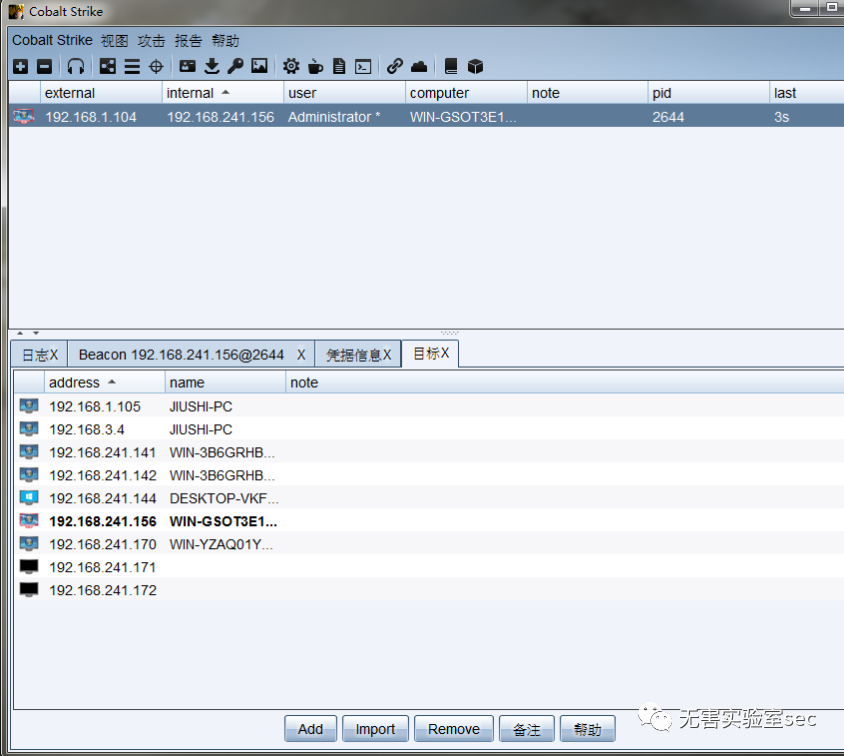 Cobalt Strike
Cobalt Strike 视图 攻击 报告 帮助
external internal user computer note pid last
192.168.1.104 192.168.241.156 Administrator * WIN-GSOT3E1... 2644 3s
日志X Beacon 192.168.241.156@2644 X 凭据信息X 目标X
address name note
192.168.1.105 JIUSHI-PC
192.168.3.4 JIUSHI-PC
192.168.241.141 WIN-3B6GRHB...
192.168.241.142 WIN-3B6GRHB...
192.168.241.144 DESKTOP-VKF...
192.168.241.156 WIN-GSOT3E1...
192.168.241.170 WIN-YZAQ01Y...
192.168.241.171
192.168.241.172
Add Import Remove 备注 帮助
无害实验室sec